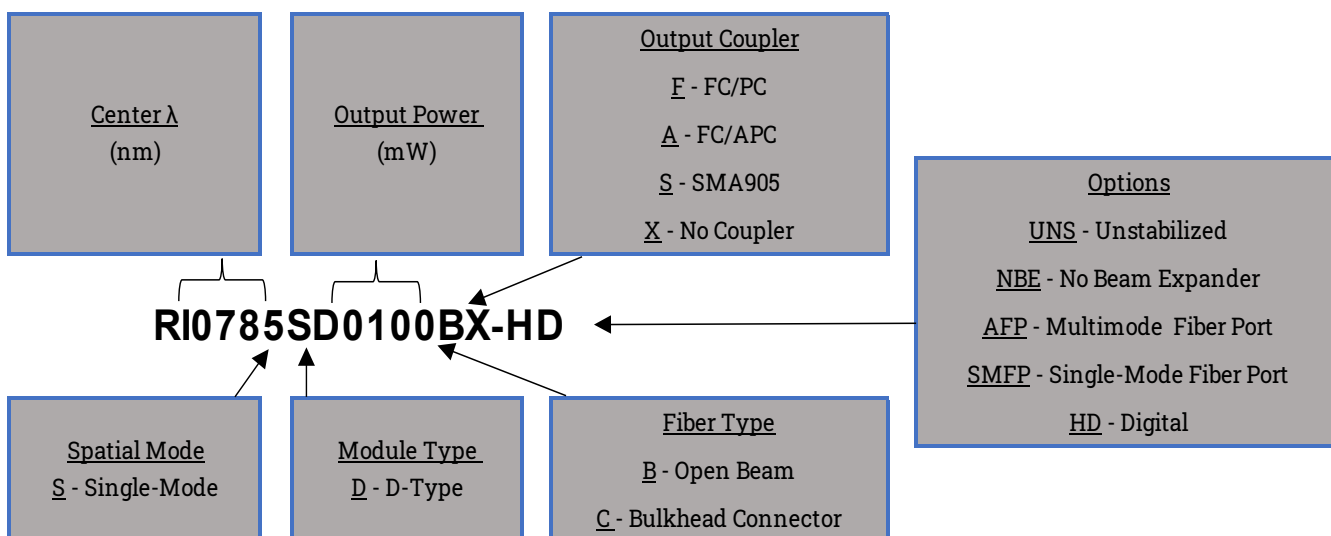 Center λ
(nm)
Output Power
(mW)
Output Coupler
F - FC/PC
A - FC/APC
S - SMA905
X - No Coupler
Options
UNS - Unstabilized
NBE - No Beam Expander
AFP - Multimode Fiber Port
SMFP - Single-Mode Fiber Port
HD - Digital
RI0785SD0100BX-HD
Spatial Mode
S - Single-Mode
Module Type
D - D-Type
Fiber Type
B - Open Beam
C - Bulkhead Connector